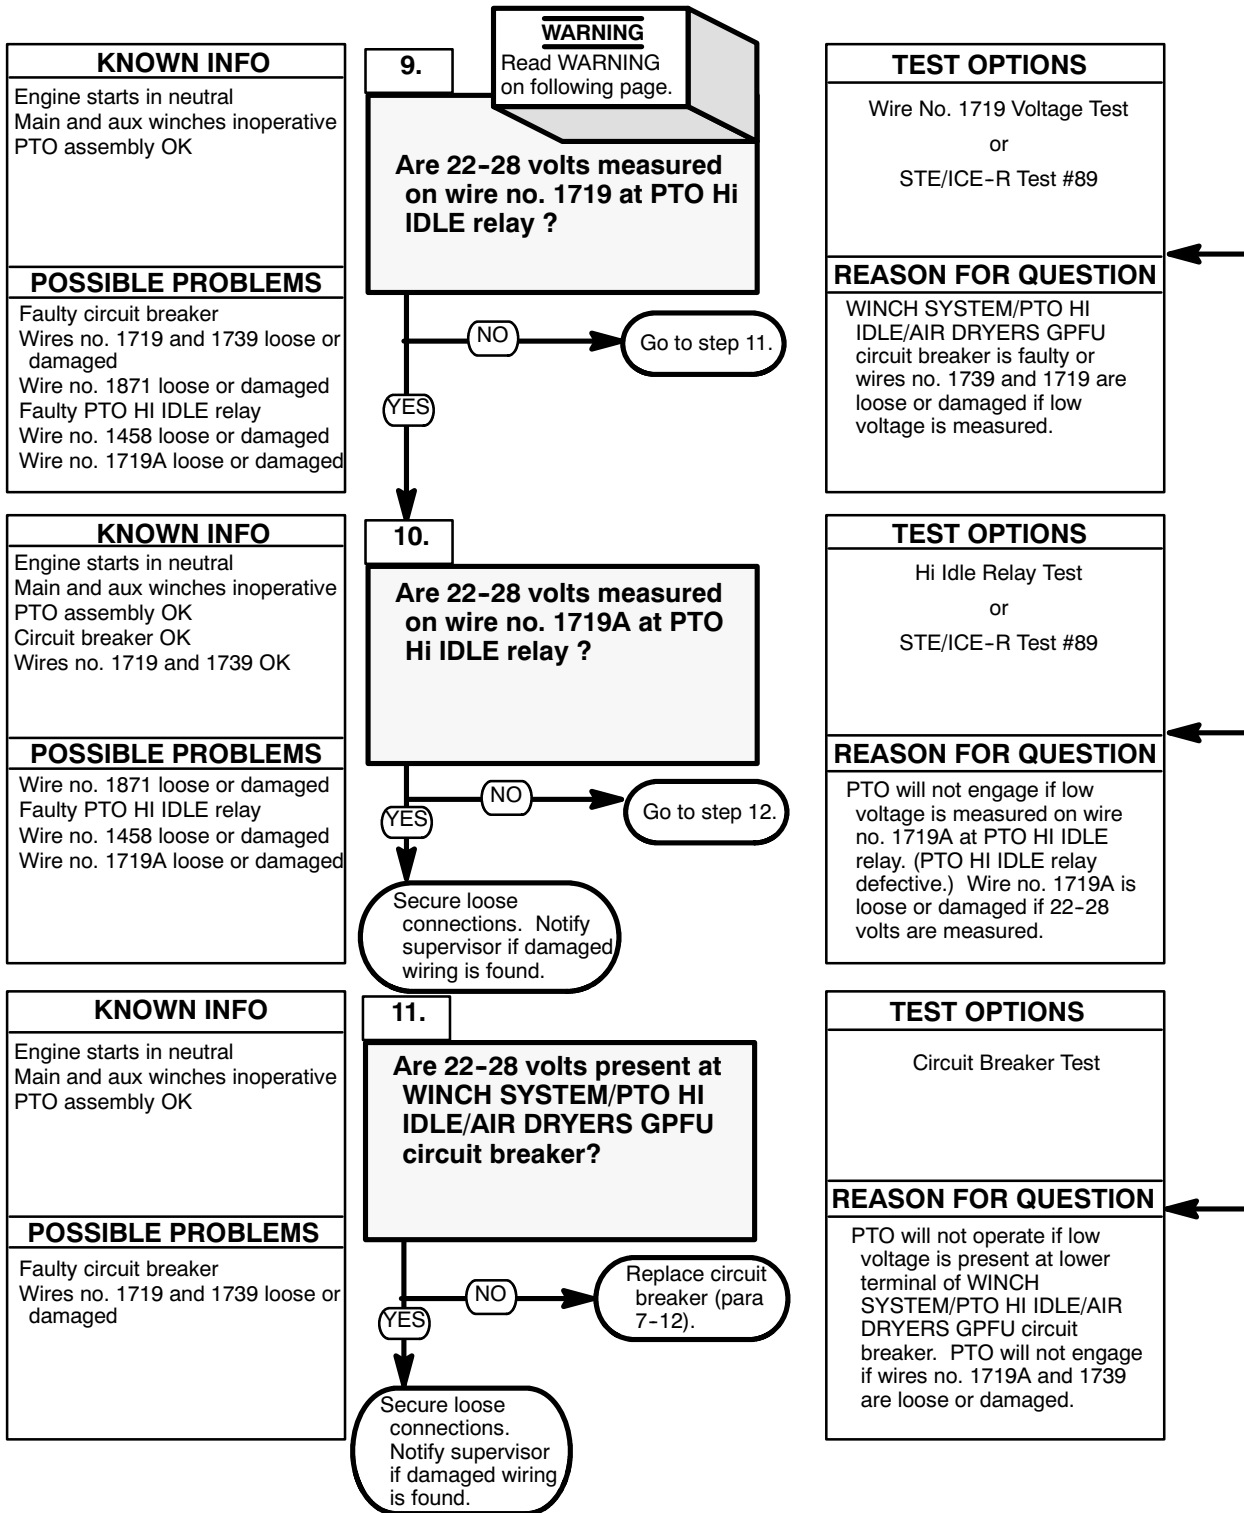 KNOWN INFO
Engine starts in neutral
Main and aux winches inoperative
PTO assembly OK
POSSIBLE PROBLEMS
Faulty circuit breaker
Wires no. 1719 and 1739 loose or
damaged
Wire no. 1871 loose or damaged
Faulty PTO HI IDLE relay
Wire no. 1458 loose or damaged
Wire no. 1719A loose or damaged
9.
WARNING
Read WARNING
on following page.
Are 22-28 volts measured
on wire no. 1719 at PTO Hi
IDLE relay ?
NO
Go to step 11.
YES
TEST OPTIONS
Wire No. 1719 Voltage Test
or
STE/ICE-R Test #89
REASON FOR QUESTION
WINCH SYSTEM/PTO HI
IDLE/AIR DRYERS GPFU
circuit breaker is faulty or
wires no. 1739 and 1719 are
loose or damaged if low
voltage is measured.
KNOWN INFO
Engine starts in neutral
Main and aux winches inoperative
PTO assembly OK
Circuit breaker OK
Wires no. 1719 and 1739 OK
POSSIBLE PROBLEMS
Wire no. 1871 loose or damaged
Faulty PTO HI IDLE relay
Wire no. 1458 loose or damaged
Wire no. 1719A loose or damaged
10.
Are 22-28 volts measured
on wire no. 1719A at PTO
Hi IDLE relay ?
NO
Go to step 12.
YES
Secure loose
connections. Notify
supervisor if damaged
wiring is found.
TEST OPTIONS
Hi Idle Relay Test
or
STE/ICE-R Test #89
REASON FOR QUESTION
PTO will not engage if low
voltage is measured on wire
no. 1719A at PTO HI IDLE
relay. (PTO HI IDLE relay
defective.) Wire no. 1719A is
loose or damaged if 22-28
volts are measured.
KNOWN INFO
Engine starts in neutral
Main and aux winches inoperative
PTO assembly OK
POSSIBLE PROBLEMS
Faulty circuit breaker
Wires no. 1719 and 1739 loose or
damaged
11.
Are 22-28 volts present at
WINCH SYSTEM/PTO HI
IDLE/AIR DRYERS GPFU
circuit breaker?
NO
Replace circuit
breaker (para
7-12).
YES
Secure loose
connections.
Notify supervisor
if damaged wiring
is found.
TEST OPTIONS
Circuit Breaker Test
REASON FOR QUESTION
PTO will not operate if low
voltage is present at lower
terminal of WINCH
SYSTEM/PTO HI IDLE/AIR
DRYERS GPFU circuit
breaker. PTO will not engage
if wires no. 1719A and 1739
are loose or damaged.